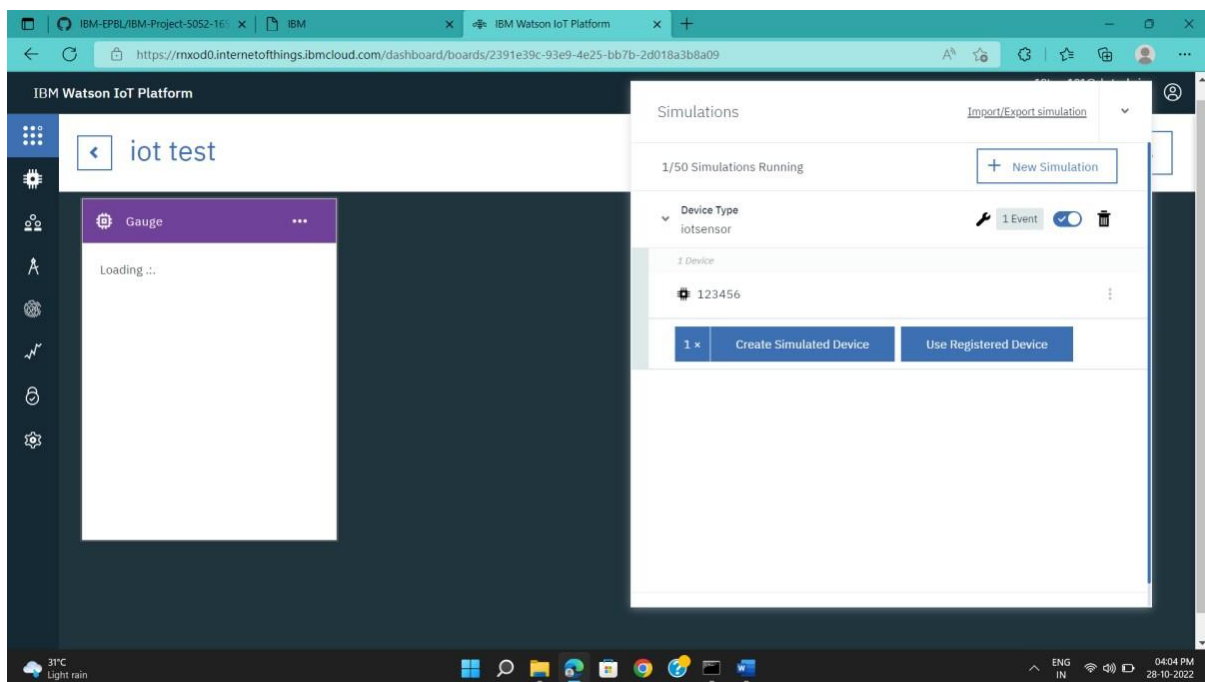 IBM-EPBL/IBM-Project-5052-16
IBM
IBM Watson IoT Platform
https://rnxod0.internetofthings.ibmcloud.com/dashboard/boards/2391e39c-93e9-4e25-bb7b-2d018a3b8a09
IBM Watson IoT Platform
iot test
Gauge
Loading .:.
Simulations
Import/Export simulation
1/50 Simulations Running
+ New Simulation
Device Type
iotsensor
1 Event
1 Device
123456
1 ×
Create Simulated Device
Use Registered Device
31°C
Light rain
ENG
IN
04:04 PM
28-10-2022